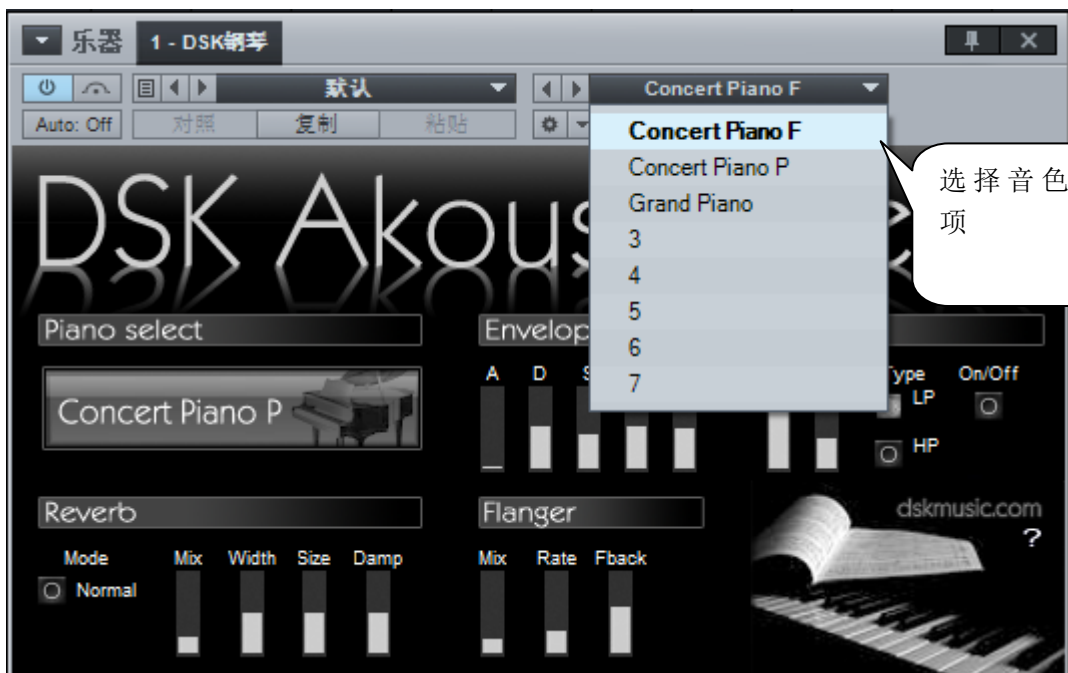 乐器 1 - DSK钢琴
默认 Concert Piano F
Auto: Off 对照 复制 粘贴
Concert Piano F
Concert Piano P
Grand Piano
3
4
5
6
7
选择音色
项
DSK Akous
Piano select
Concert Piano P
Envelop
A D S
Type On/Off
LP
HP
Reverb
Mode Mix Width Size Damp
Normal
Flanger
Mix Rate Fback
dskmusic.com
?